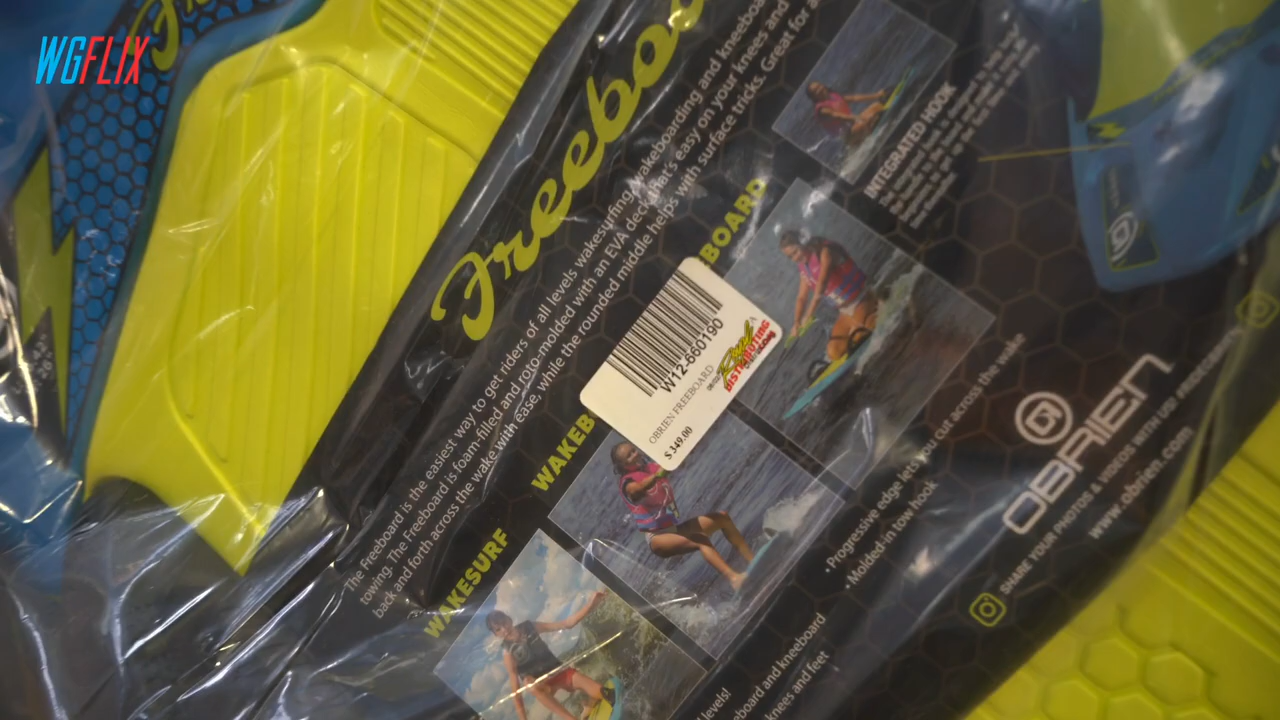 WGFLIX
Freeboa
The Freeboard is the easiest way to get riders of all levels wakesurfing, wakeboarding and kneeboa
towing. The Freeboard is foam-filled and roto-molded with an EVA deck that's easy on your knees and
back and forth across the wake with ease, while the rounded middle helps with surface tricks. Great for a
WAKESURF
WAKEB
BOARD
INTEGRATED HOOK
W12-660190
OBRIEN FREEBOARD
$ 349.00
DISTRIBUTING
• Progressive edge lets you cut across the wake
• Molded-in tow hook
levels!
eboard and kneeboard
knees and feet
OBRIEN
SHARE YOUR PHOTOS & VIDEOS WITH US!
www.obrien.com